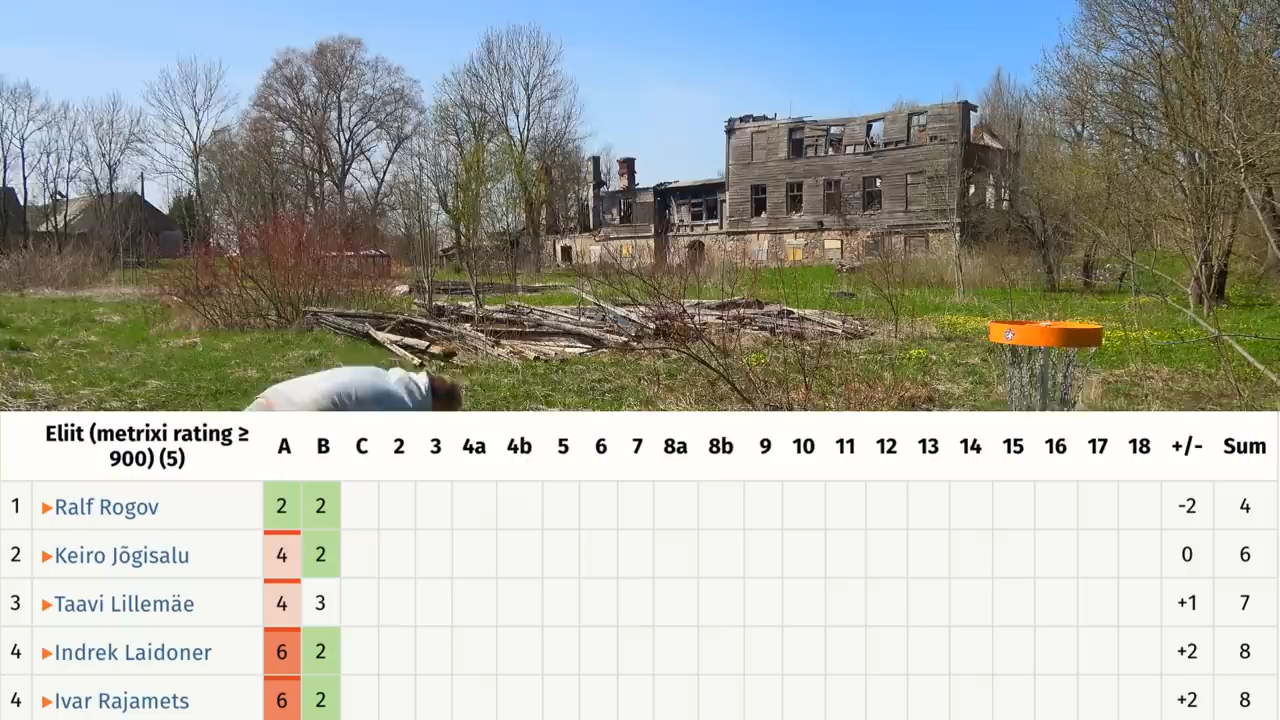 Eliit (metrixi rating ≥ 900) (5) A B C 2 3 4a 4b 5 6 7 8a 8b 9 10 11 12 13 14 15 16 17 18 +/- Sum
1 Ralf Rogov 2 2 -2 4
2 Keiro Jõgisalu 4 2 0 6
3 Taavi Lillemäe 4 3 +1 7
4 Indrek Laidoner 6 2 +2 8
4 Ivar Rajamets 6 2 +2 8